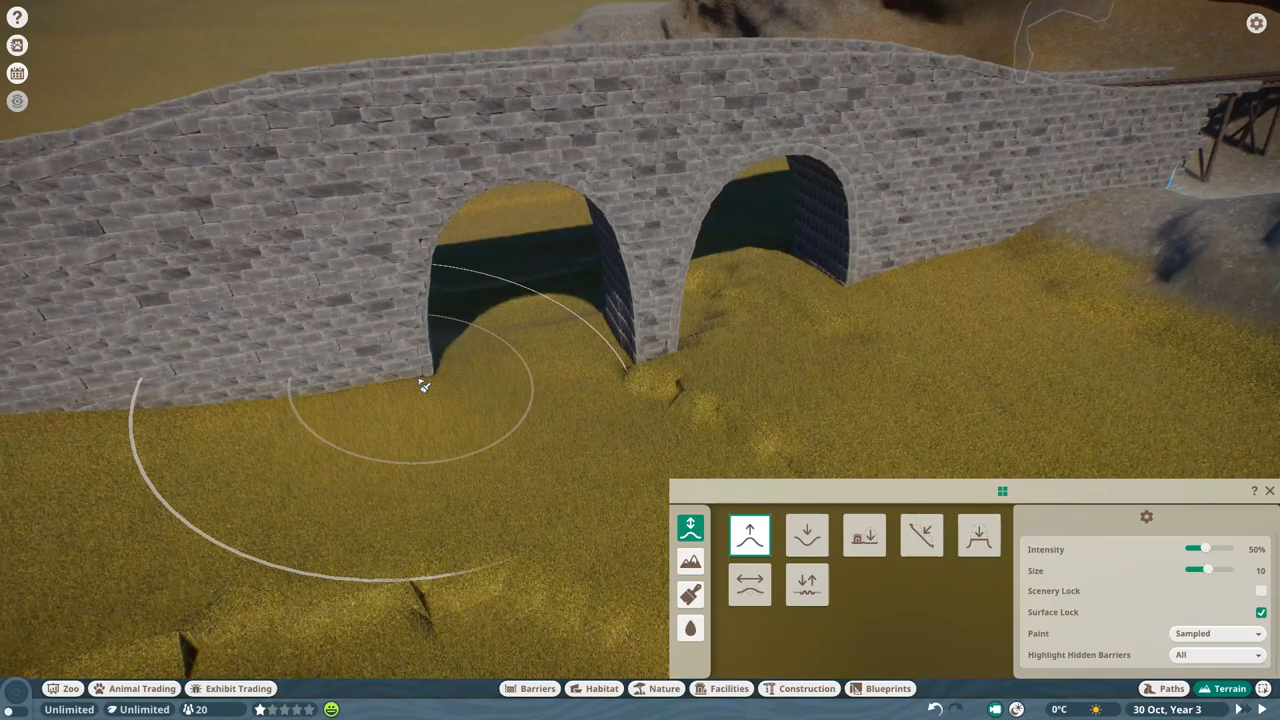 ?
? 
Intensity 50%
Size 10
Scenery Lock
Surface Lock
Paint Sampled
Highlight Hidden Barriers All
Zoo Animal Trading Exhibit Trading Barriers Habitat Nature Facilities Construction Blueprints Paths Terrain
Unlimited Unlimited 20 0°C 30 Oct, Year 3